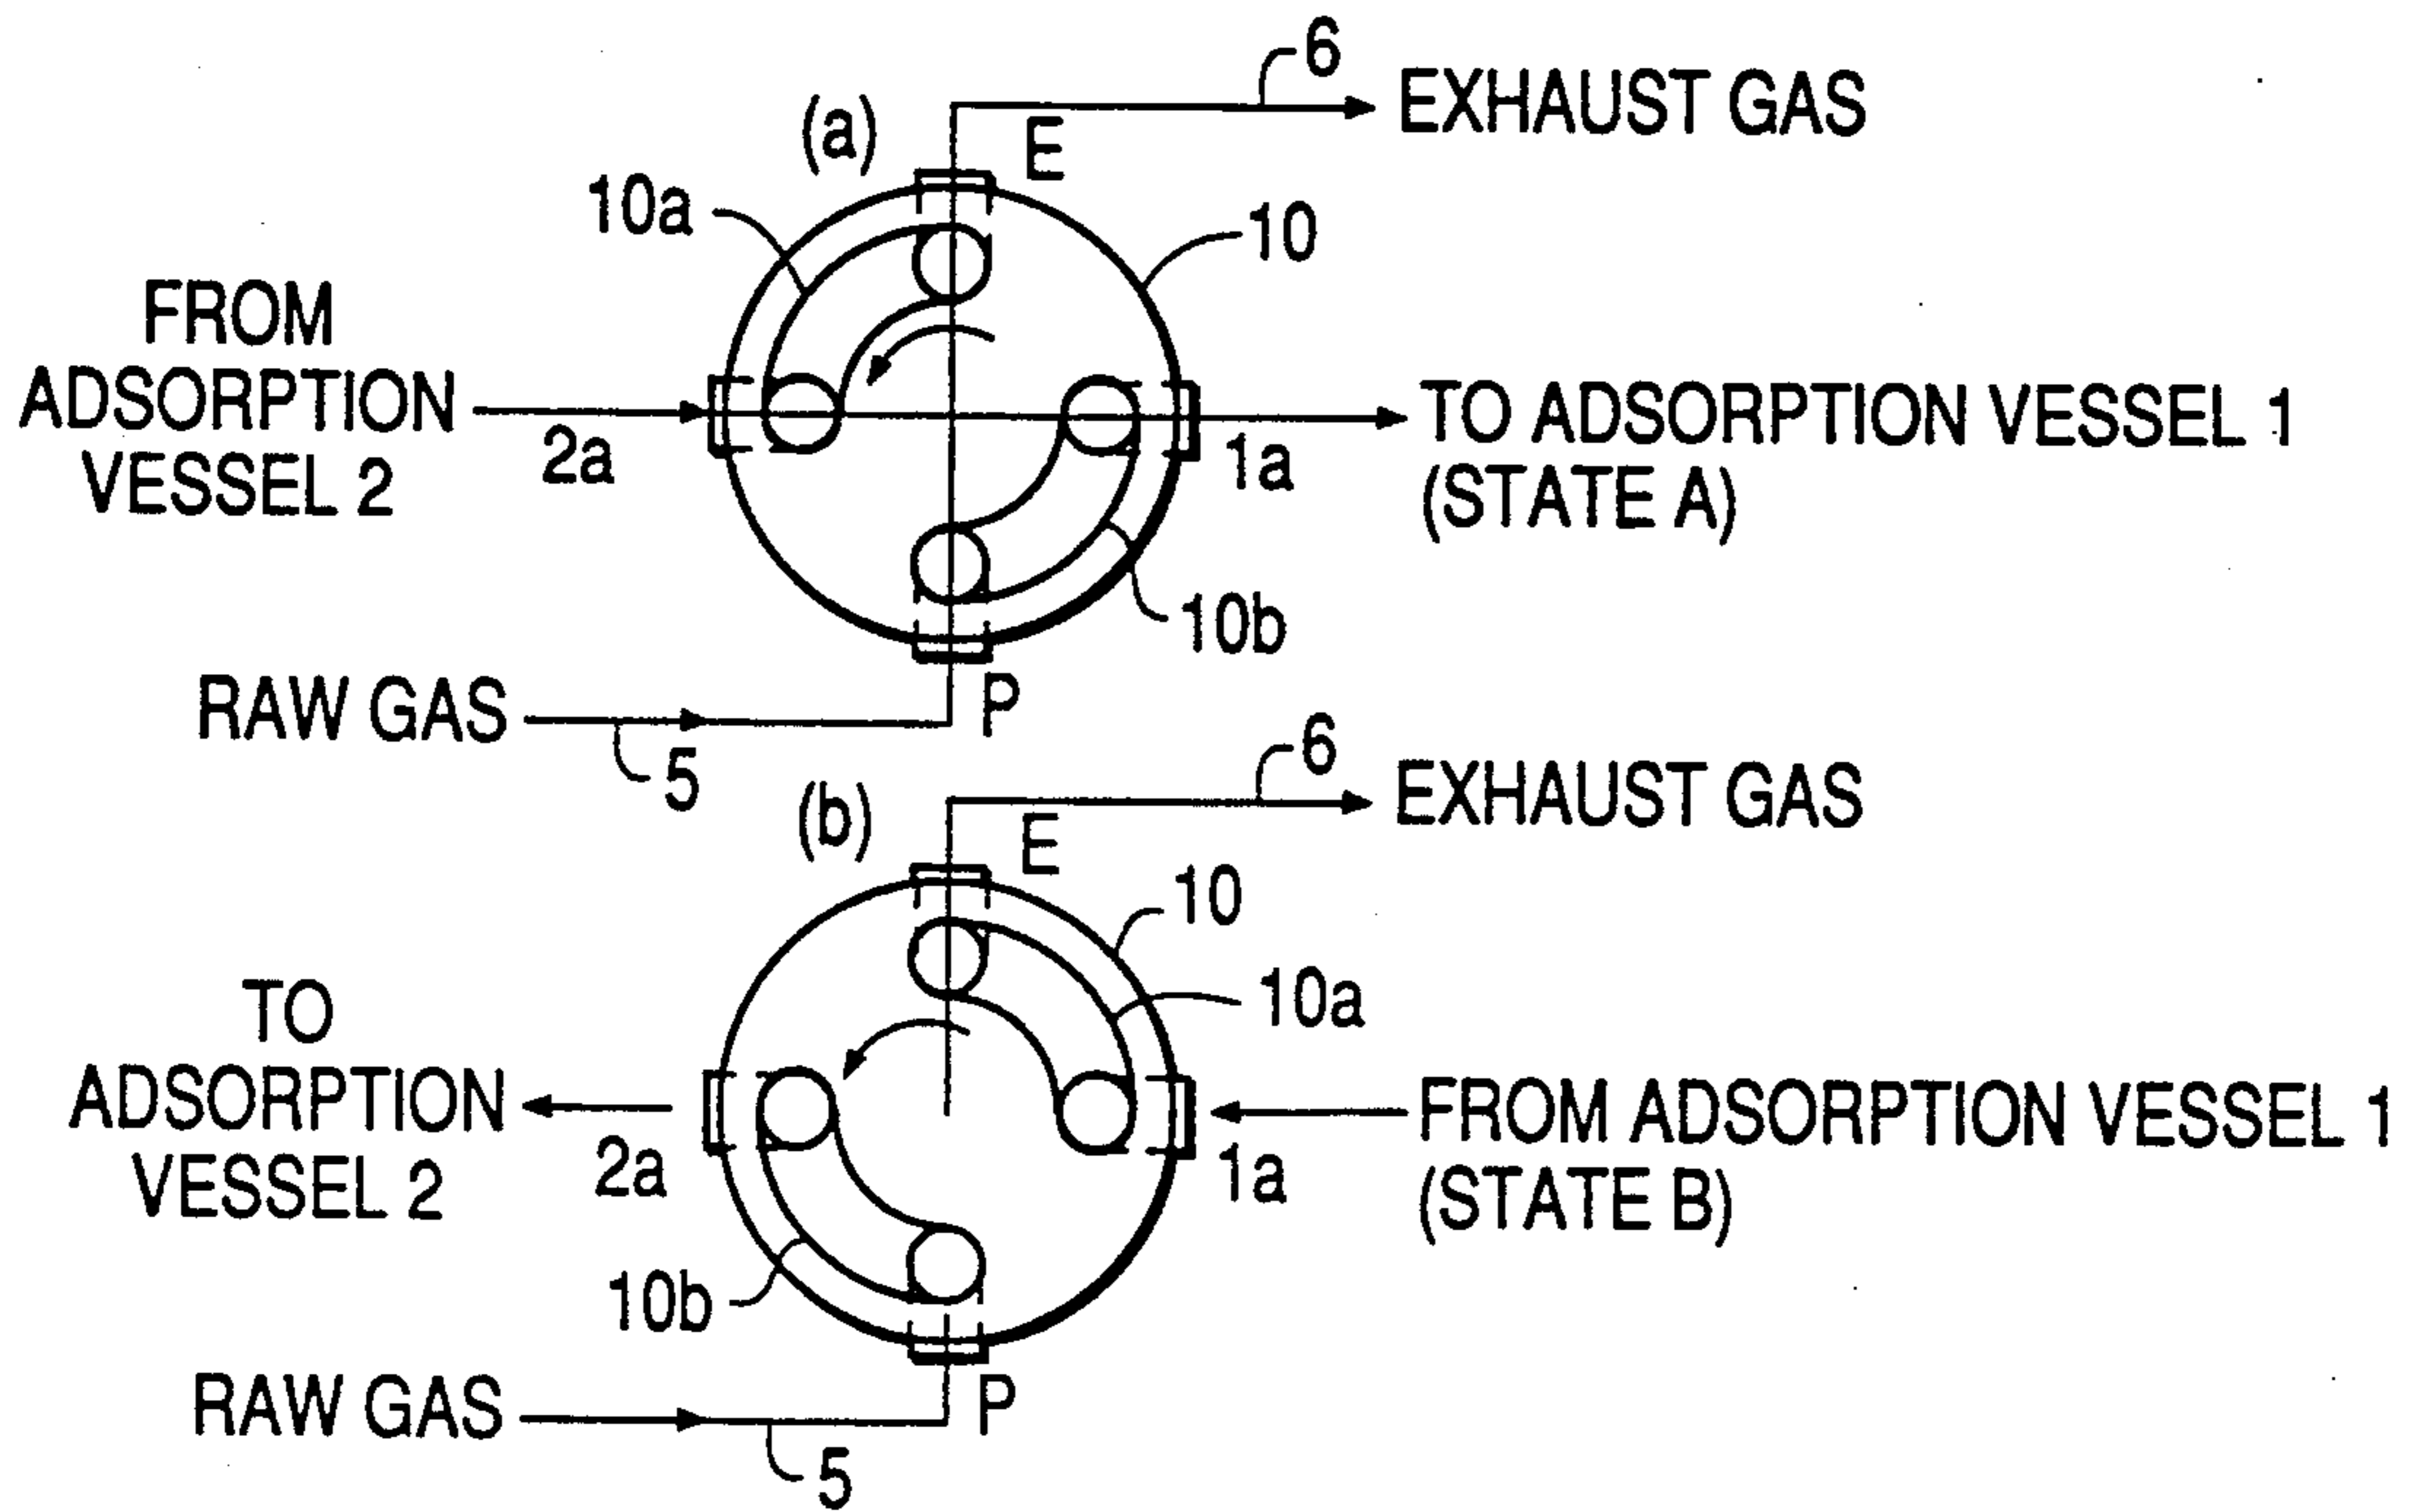 6
EXHAUST GAS
(a)
E
10a
10
FROM
ADSORPTION
VESSEL 2
2a
1a
TO ADSORPTION VESSEL 1
(STATE A)
10b
RAW GAS
P
5
6
EXHAUST GAS
(b)
E
10
10a
TO
ADSORPTION
VESSEL 2
2a
1a
FROM ADSORPTION VESSEL 1
(STATE B)
10b
RAW GAS
P
5